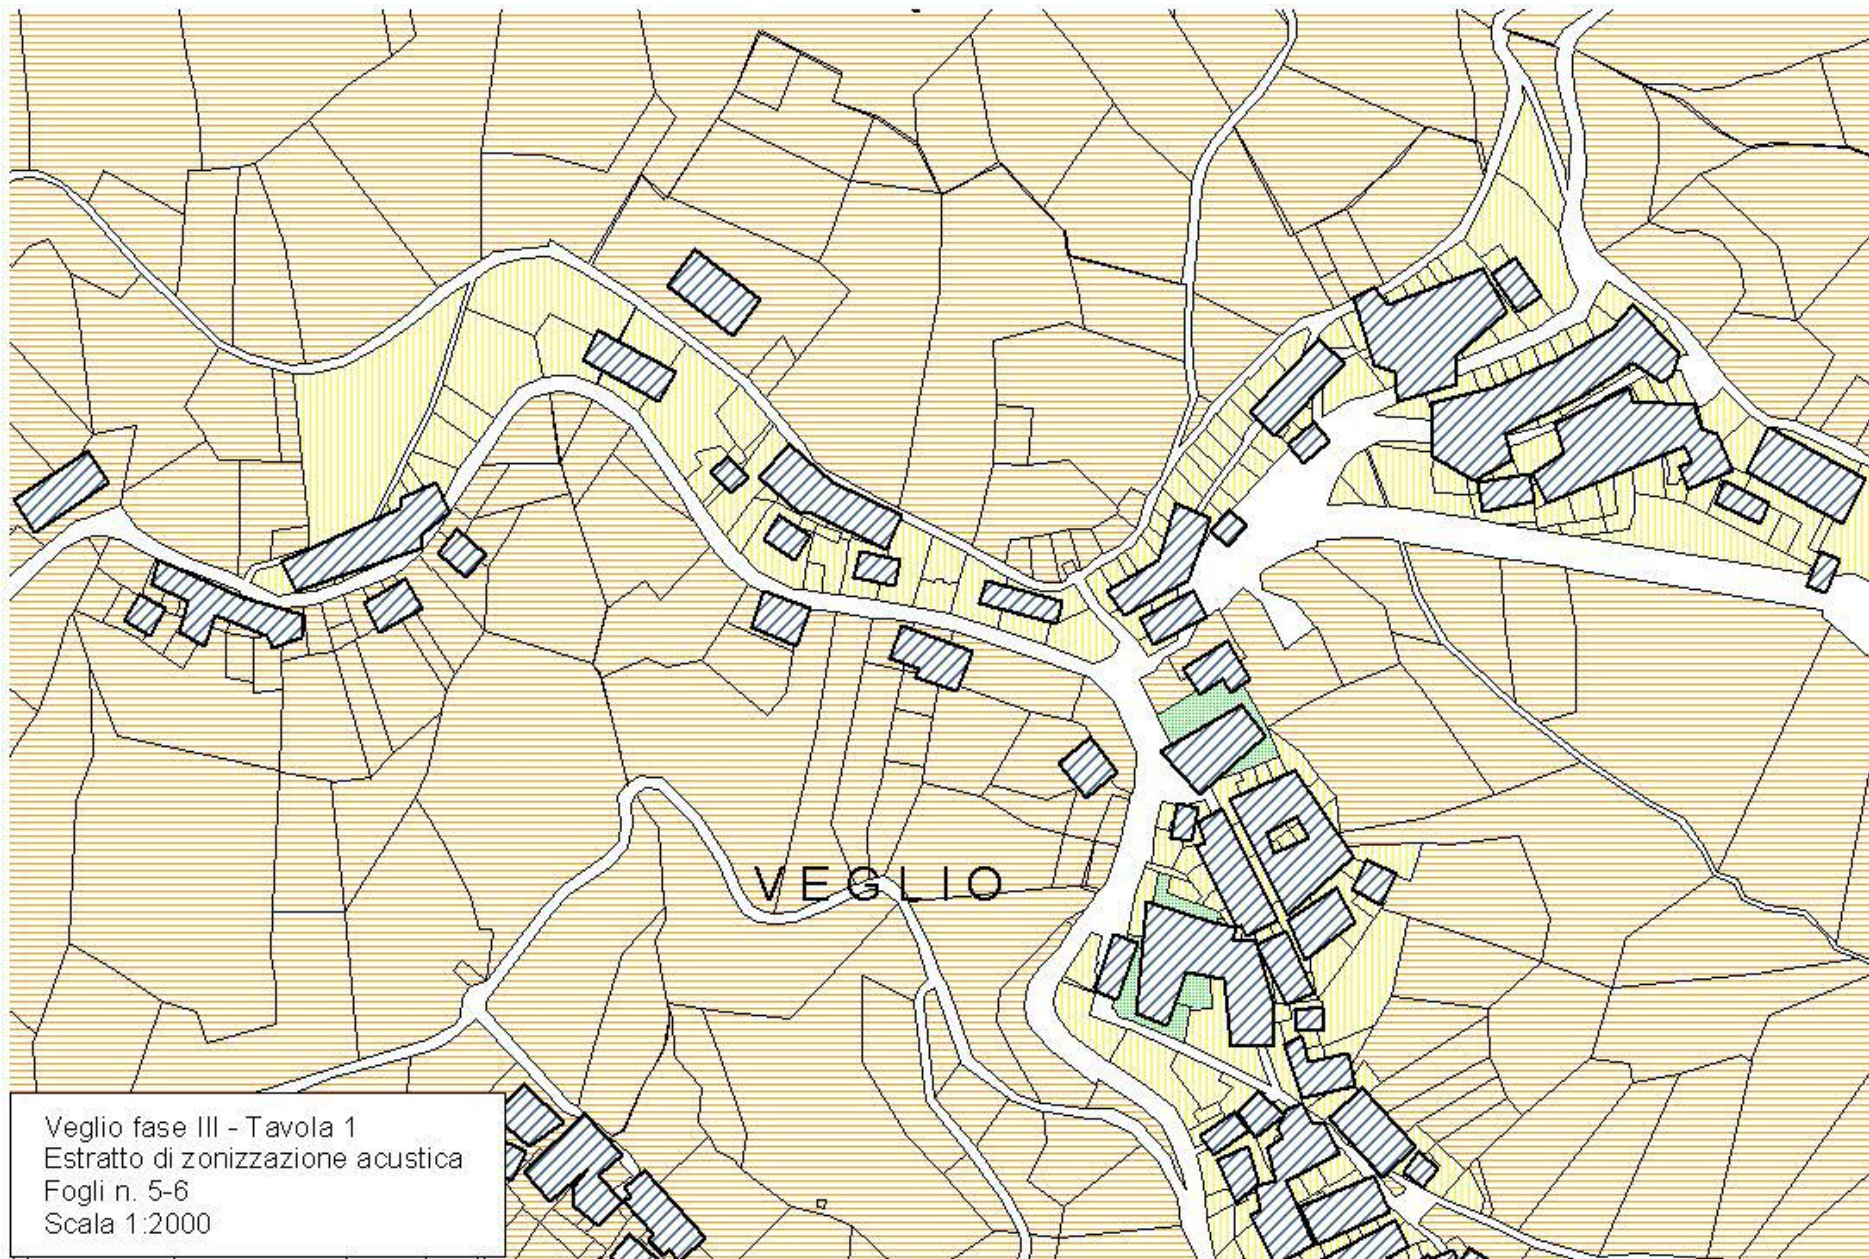 VEGLIO
Veglio fase III - Tavola 1
Estratto di zonizzazione acustica
Fogli n. 5-6
Scala 1:2000